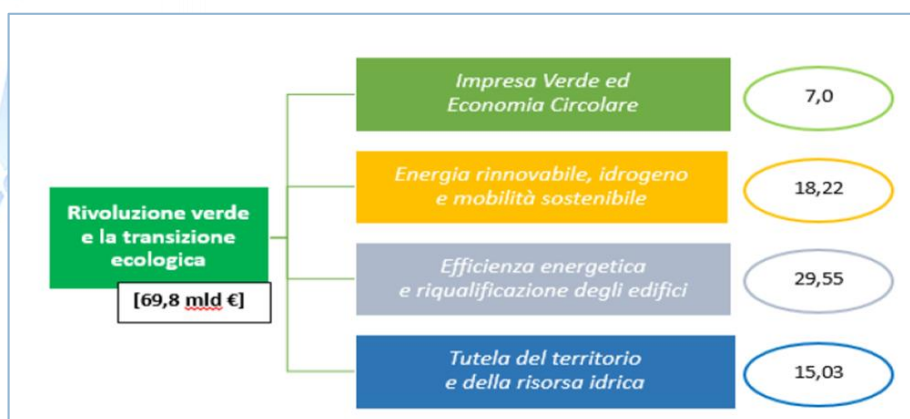 Impresa Verde ed
Economia Circolare
7,0
Energia rinnovabile, idrogeno
e mobilità sostenibile
18,22
Rivoluzione verde
e la transizione
ecologica
[69,8 mld €]
Efficienza energetica
e riqualificazione degli edifici
29,55
Tutela del territorio
e della risorsa idrica
15,03